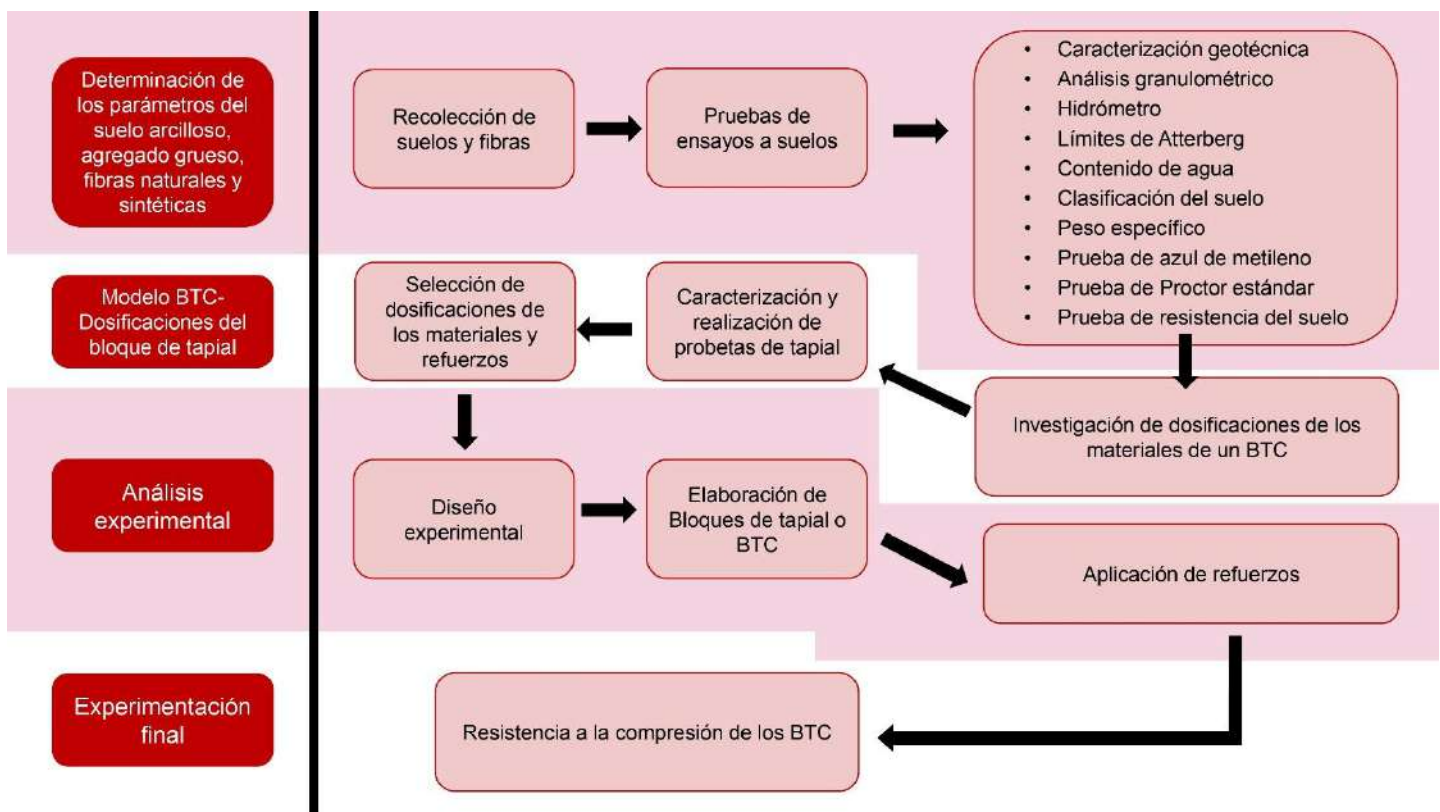 Determinación de
los parámetros del
suelo arcilloso,
agregado grueso,
fibras naturales y
sintéticas
Recolección de
suelos y fibras
Pruebas de
ensayos a suelos
• Caracterización geotécnica
• Análisis granulométrico
• Hidrómetro
• Límites de Atterberg
• Contenido de agua
• Clasificación del suelo
• Peso específico
• Prueba de azul de metileno
• Prueba de Proctor estándar
• Prueba de resistencia del suelo
Modelo BTC-
Dosificaciones del
bloque de tapial
Selección de
dosificaciones de
los materiales y
refuerzos
Caracterización y
realización de
probetas de tapial
Investigación de dosificaciones de los
materiales de un BTC
Análisis
experimental
Diseño
experimental
Elaboración de
Bloques de tapial o
BTC
Aplicación de refuerzos
Experimentación
final
Resistencia a la compresión de los BTC